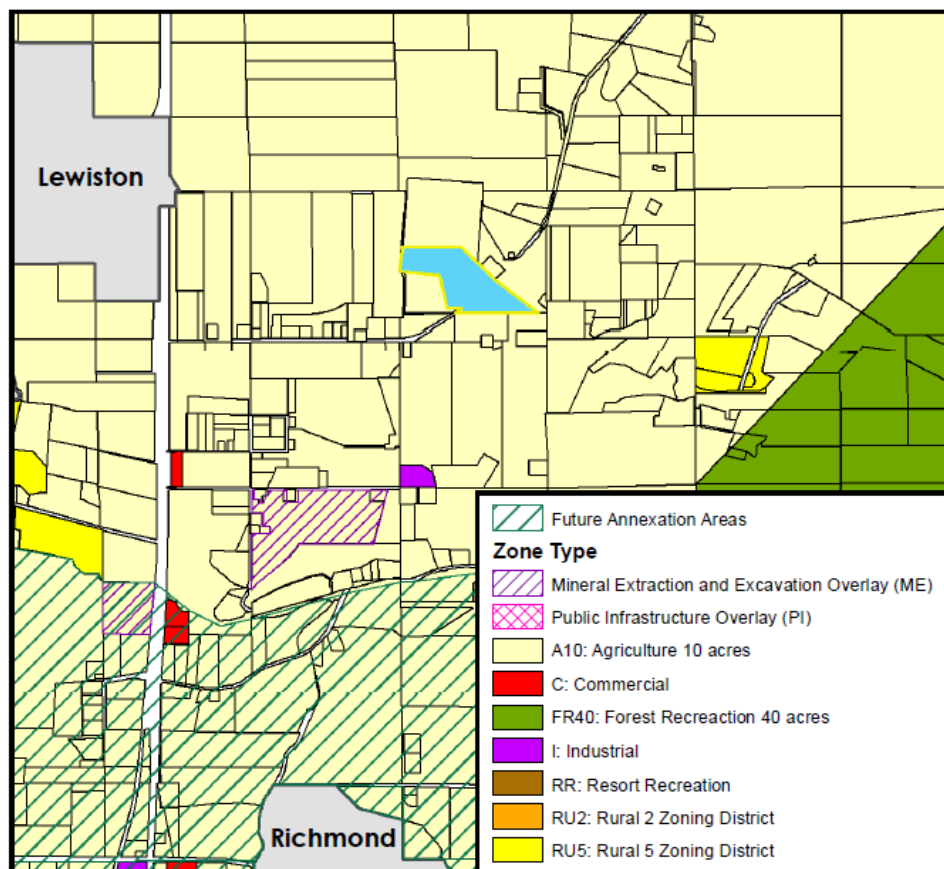 Lewiston
Future Annexation Areas
Zone Type
Mineral Extraction and Excavation Overlay (ME)
Public Infrastructure Overlay (PI)
A10: Agriculture 10 acres
C: Commercial
FR40: Forest Recreaction 40 acres
I: Industrial
RR: Resort Recreation
RU2: Rural 2 Zoning District
Richmond
RU5: Rural 5 Zoning District